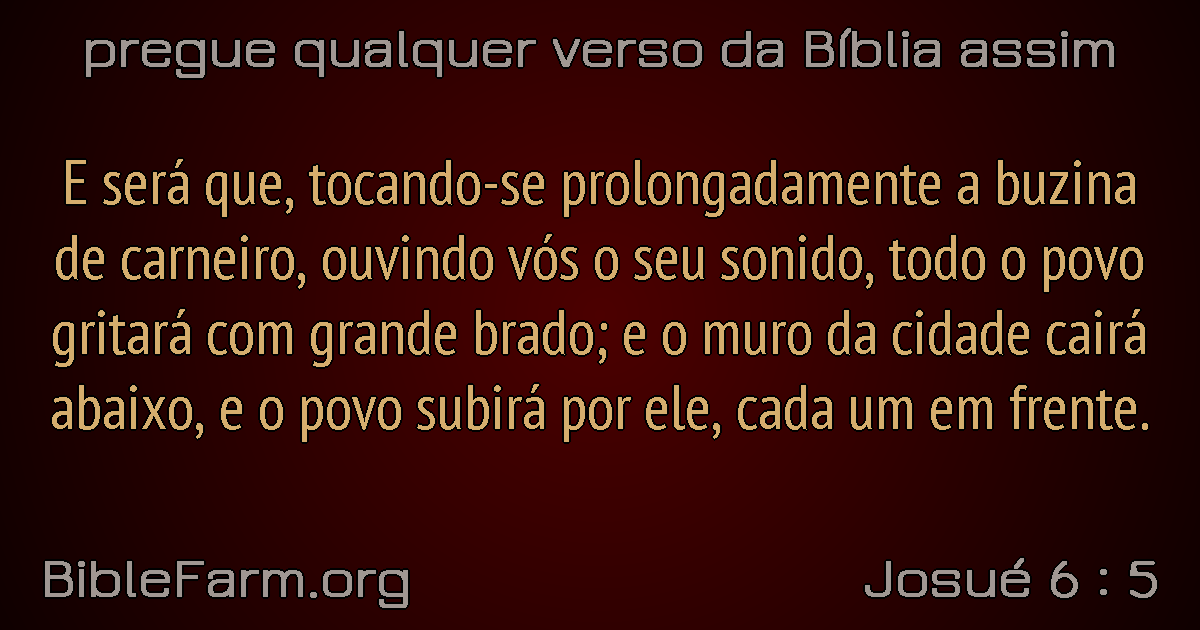 pregue qualquer verso da Bíblia assim
E será que, tocando-se prolongadamente a buzina
de carneiro, ouvindo vós o seu sonido, todo o povo
gritará com grande brado; e o muro da cidade cairá
abaixo, e o povo subirá por ele, cada um em frente.
BibleFarm.org
Josué 6 : 5